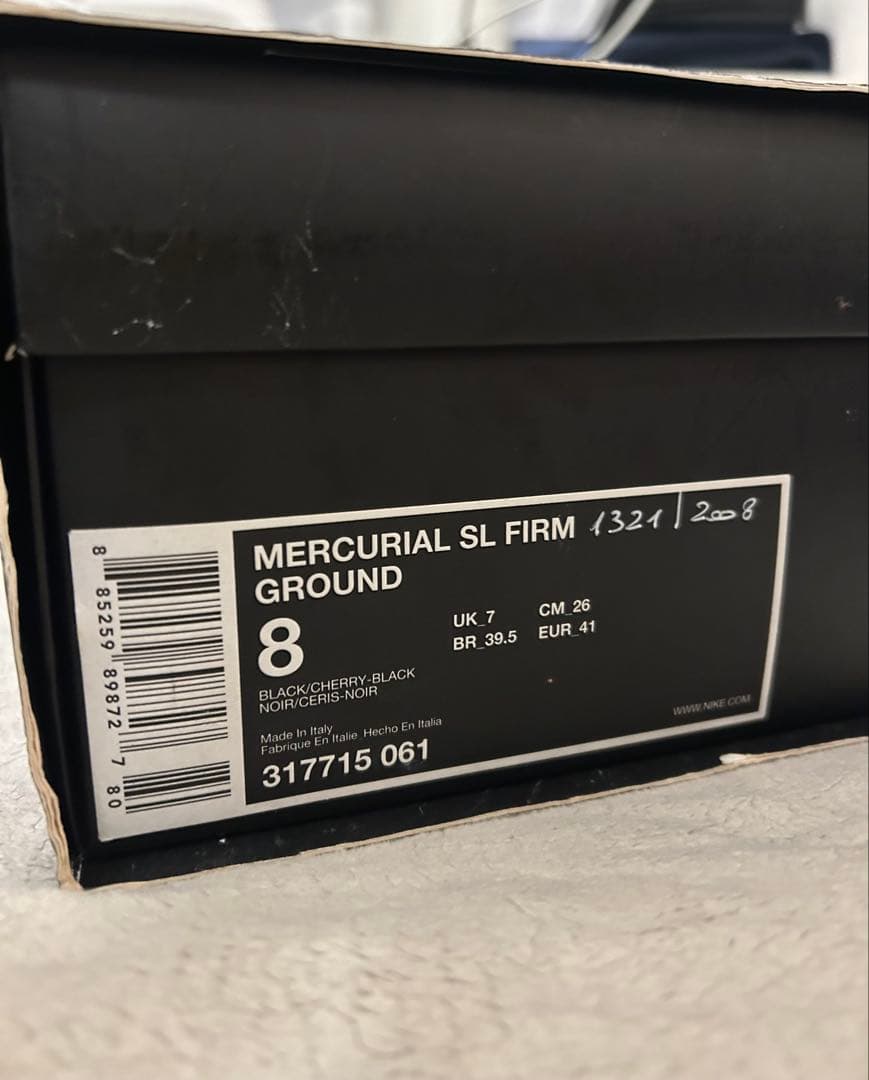 8 85259 89872 7 80
MERCURIAL SL FIRM 1321 / 2008
GROUND
8
UK_7 CM_26
BR_39.5 EUR_41
BLACK/CHERRY-BLACK
NOIR/CERIS-NOIR
Made In Italy
Fabrique En Italie Hecho En Italia
317715 061
WWW.NIKE.COM